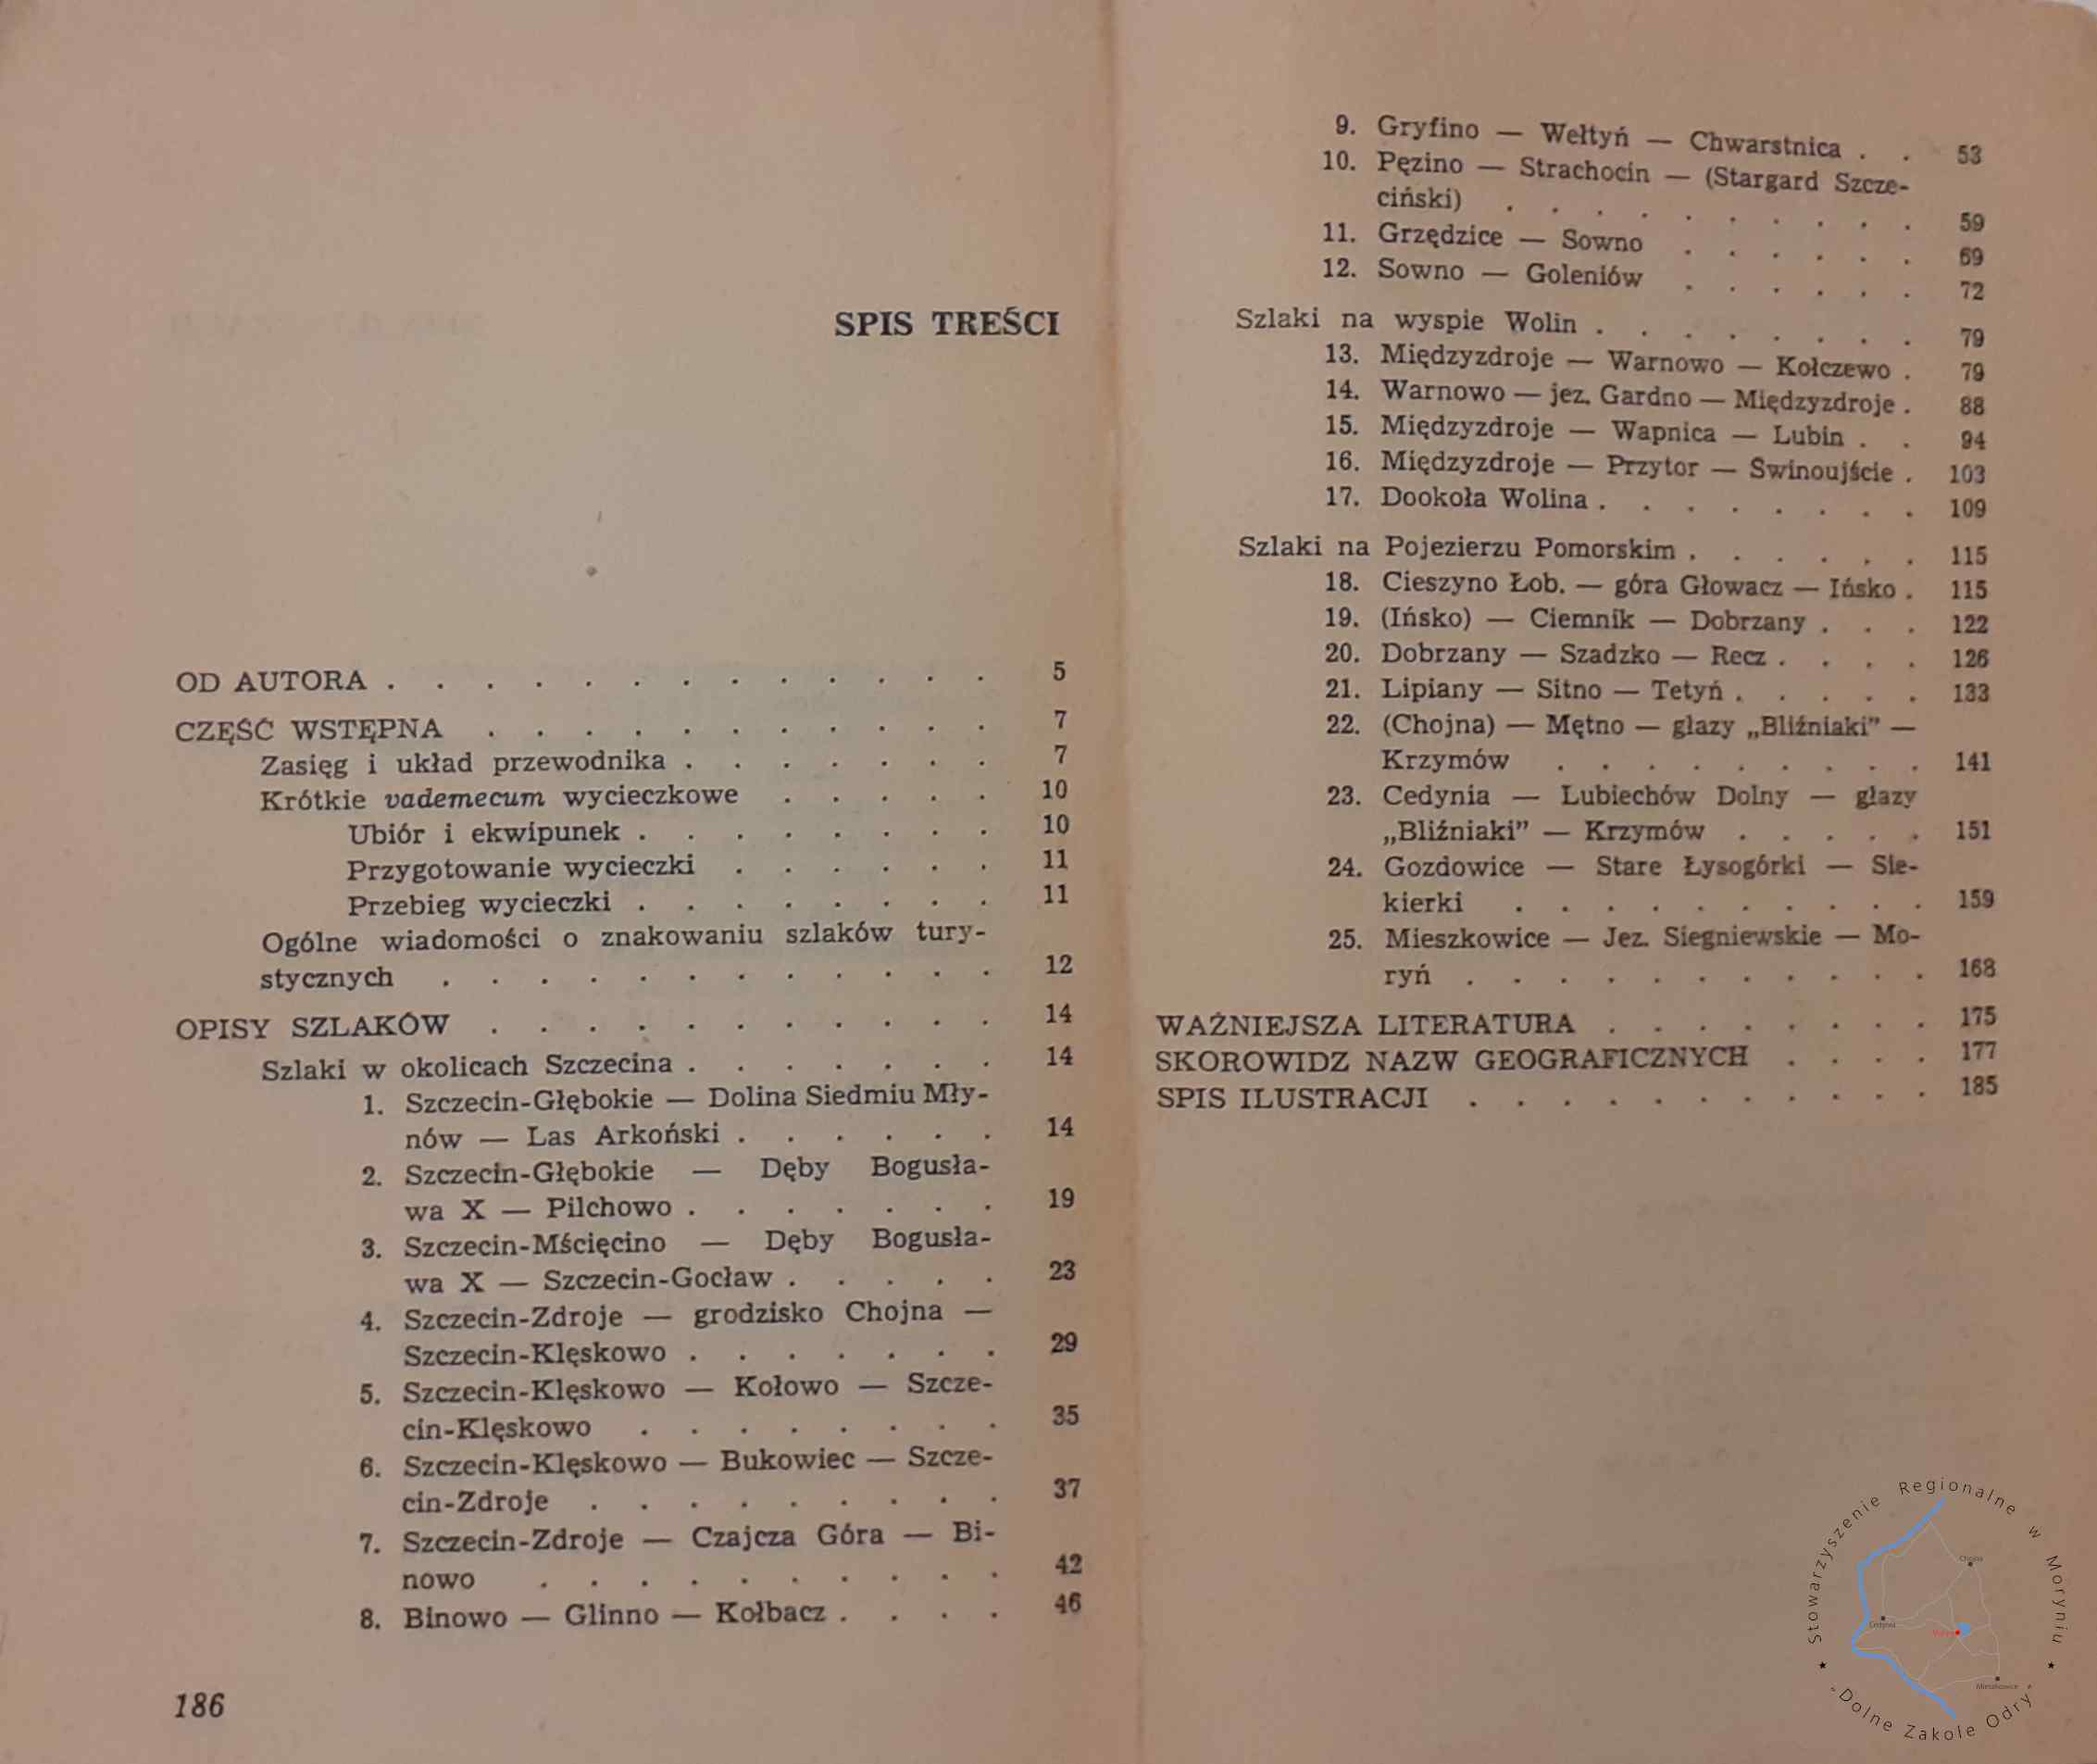 SPIS TREŚCI
OD AUTORA . . . . . . . . . . . . . 5
CZĘŚĆ WSTĘPNA . . . . . . . . . . . 7
Zasięg i układ przewodnika . . . . . . . 7
Krótkie vademecum wycieczkowe . . . . . 10
Ubiór i ekwipunek . . . . . . . . 10
Przygotowanie wycieczki . . . . . . 11
Przebieg wycieczki . . . . . . . . 11
Ogólne wiadomości o znakowaniu szlaków tury-
stycznych . . . . . . . . . . . . 12
OPISY SZLAKÓW . . . . . . . . . . . 14
Szlaki w okolicach Szczecina . . . . . . . 14
1. Szczecin-Głębokie — Dolina Siedmiu Mły-
nów — Las Arkoński . . . . . . 14
2. Szczecin-Głębokie — Dęby Bogusła-
wa X — Pilchowo . . . . . . . 19
3. Szczecin-Mścięcino — Dęby Bogusła-
wa X — Szczecin-Gocław . . . . . 23
4. Szczecin-Zdroje — grodzisko Chojna —
Szczecin-Klęskowo . . . . . . . 29
5. Szczecin-Klęskowo — Kołowo — Szcze-
cin-Klęskowo . . . . . . . . 35
6. Szczecin-Klęskowo — Bukowiec — Szcze-
cin-Zdroje . . . . . . . . . 37
7. Szczecin-Zdroje — Czajcza Góra — Bi-
nowo . . . . . . . . . . 42
8. Binowo — Glinno — Kołbacz . . . . 46
186
9. Gryfino — Wełtyń — Chwarstnica . . 53
10. Pęzino — Strachocin — (Stargard Szcze-
ciński) . . . . . . . . . . 59
11. Grzędzice — Sowno . . . . . . 69
12. Sowno — Goleniów . . . . . . 72
Szlaki na wyspie Wolin . . . . . . . . 79
13. Międzyzdroje — Warnowo — Kołczewo . 79
14. Warnowo — jez. Gardno — Międzyzdroje . 88
15. Międzyzdroje — Wapnica — Lubin . . 94
16. Międzyzdroje — Przytor — Swinoujście . 103
17. Dookoła Wolina . . . . . . . . 109
Szlaki na Pojezierzu Pomorskim . . . . . . 115
18. Cieszyno Łob. — góra Głowacz — Ińsko . 115
19. (Ińsko) — Ciemnik — Dobrzany . . . 122
20. Dobrzany — Szadzko — Recz . . . . 126
21. Lipiany — Sitno — Tetyń . . . . . 133
22. (Chojna) — Mętno — głazy „Bliźniaki” —
Krzymów . . . . . . . . . 141
23. Cedynia — Lubiechów Dolny — głazy
„Bliźniaki” — Krzymów . . . . . 151
24. Gozdowice — Stare Łysogórki — Sie-
kierki . . . . . . . . . . 159
25. Mieszkowice — Jez. Siegniewskie — Mo-
ryń . . . . . . . . . . . 168
WAŻNIEJSZA LITERATURA . . . . . . . . 175
SKOROWIDZ NAZW GEOGRAFICZNYCH . . . . 177
SPIS ILUSTRACJI . . . . . . . . . . . 185
Stowarzyszenie Regionalne w Moryniu
"Dolne Zakole Odry"
Chojna
Cedynia
Moryń
Mieszkowice